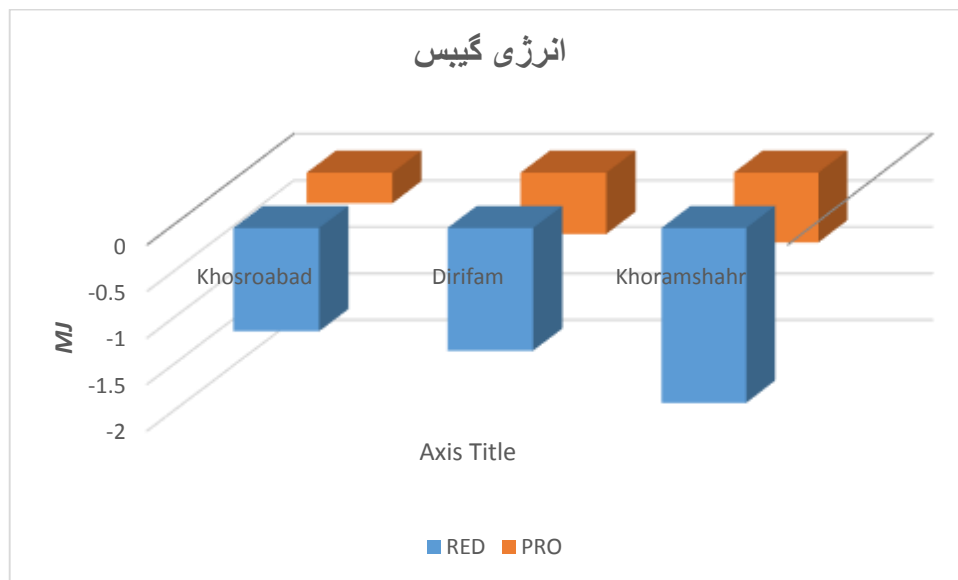 انرژی گیبس
0
-0.5
-1
-1.5
-2
MJ
Khosroabad Dirifam Khoramshahr
Axis Title
RED PRO